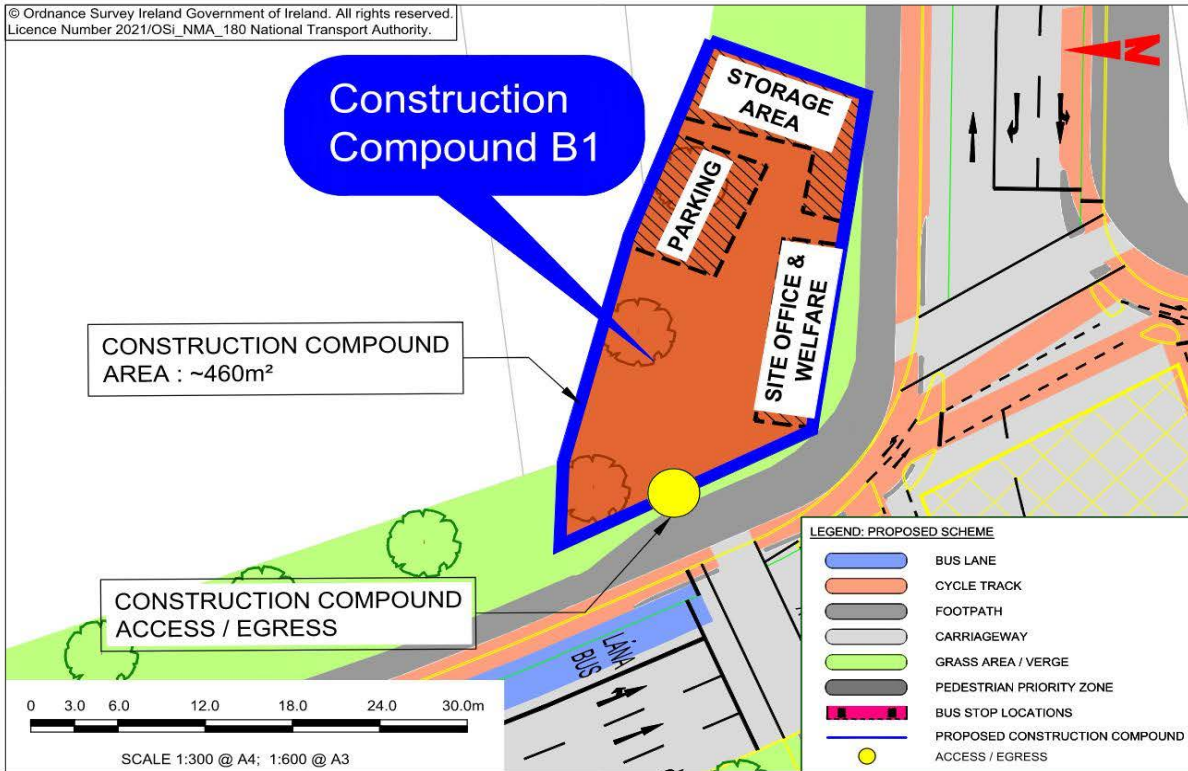 © Ordnance Survey Ireland Government of Ireland. All rights reserved.
Licence Number 2021/OSi_NMA_180 National Transport Authority.
Construction
Compound B1
STORAGE
AREA
PARKING
SITE OFFICE &
WELFARE
N
CONSTRUCTION COMPOUND
AREA : ~460m²
CONSTRUCTION COMPOUND
ACCESS / EGRESS
LÁNA
BUS
0 3.0 6.0 12.0 18.0 24.0 30.0m
SCALE 1:300 @ A4; 1:600 @ A3
LEGEND: PROPOSED SCHEME
BUS LANE
CYCLE TRACK
FOOTPATH
CARRIAGEWAY
GRASS AREA / VERGE
PEDESTRIAN PRIORITY ZONE
BUS STOP LOCATIONS
PROPOSED CONSTRUCTION COMPOUND
ACCESS / EGRESS